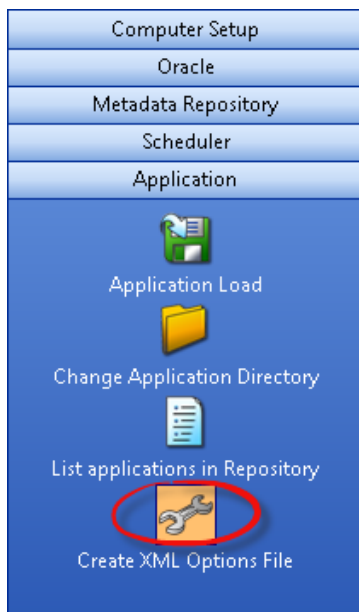 Computer Setup
Oracle
Metadata Repository
Scheduler
Application
Application Load
Change Application Directory
List applications in Repository
Create XML Options File